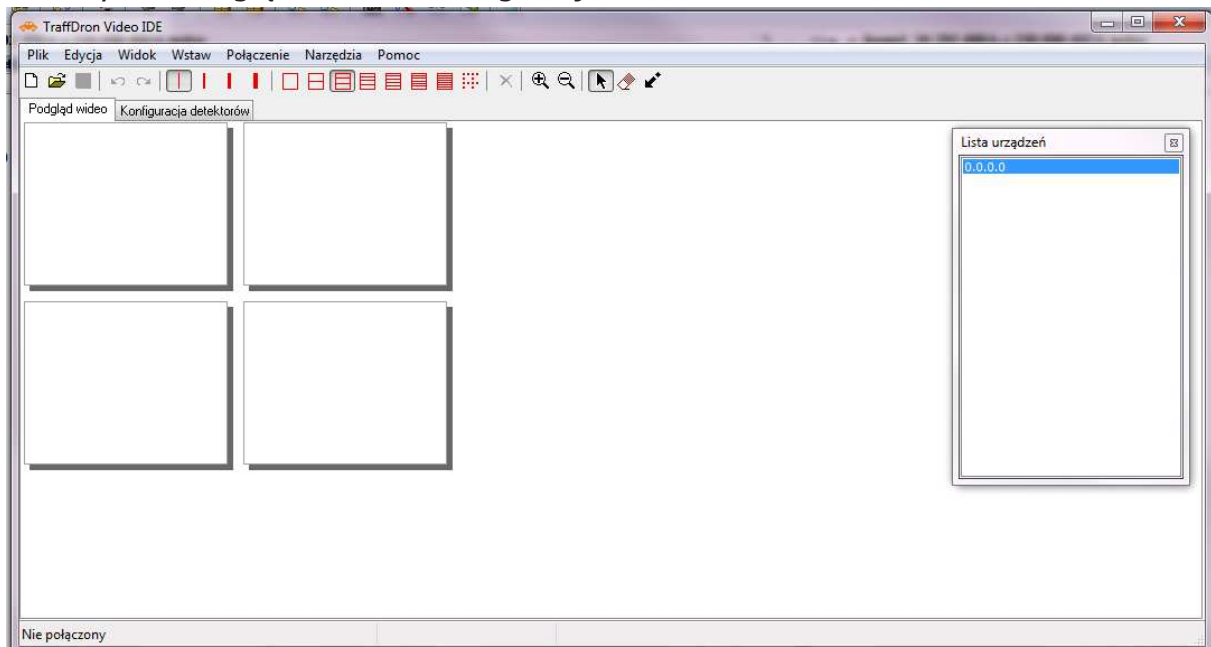 TraffDron Video IDE
Plik Edycja Widok Wstaw Połączenie Narzędzia Pomoc
Podgląd wideo Konfiguracja detektorów
Lista urządzeń
0.0.0.0
Nie połączony